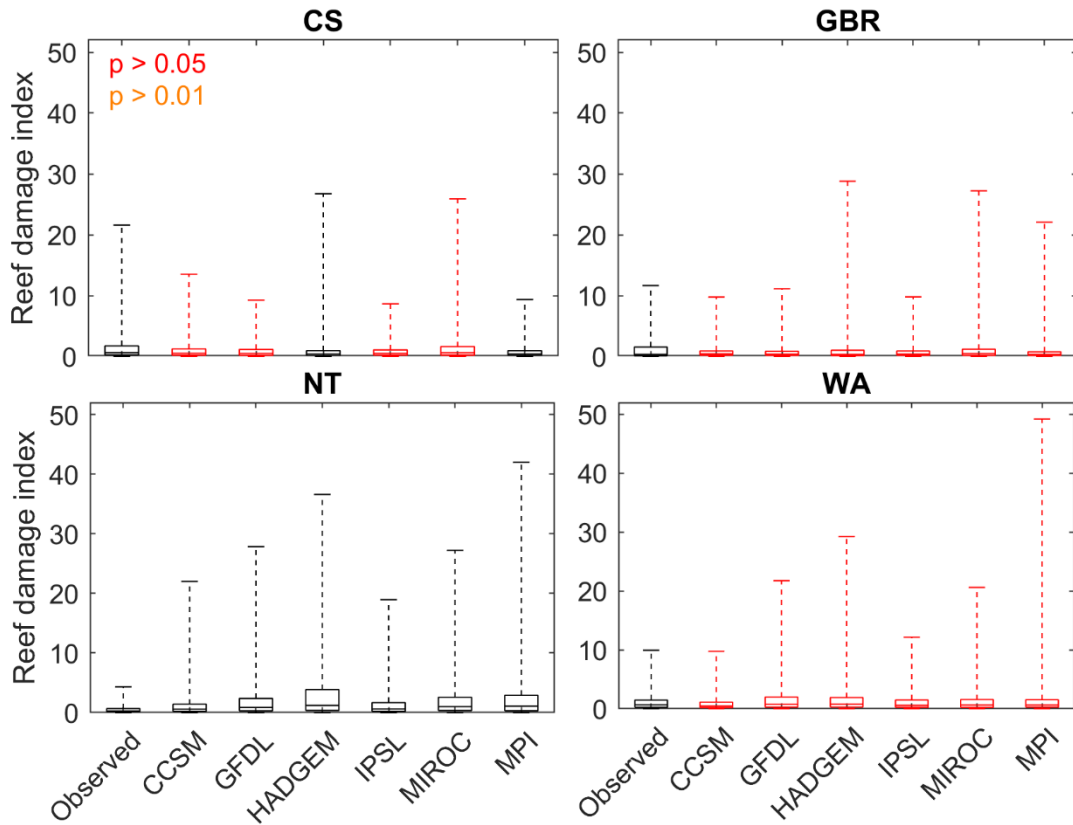 CS
GBR
Reef damage index
50
40
30
20
10
0
p > 0.05
p > 0.01
50
40
30
20
10
0
NT
WA
Reef damage index
50
40
30
20
10
0
50
40
30
20
10
0
Observed
CCSM
GFDL
HADGEM
IPSL
MIROC
MPI
Observed
CCSM
GFDL
HADGEM
IPSL
MIROC
MPI